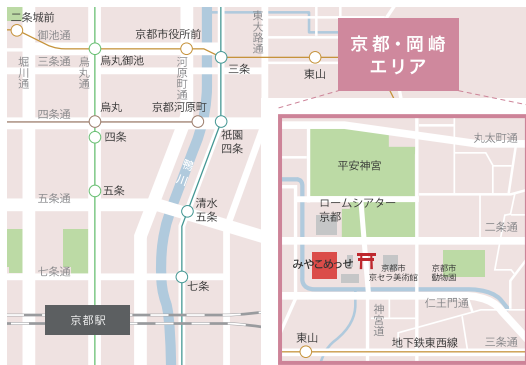 二条城前
御池通
京都市役所前
東大路通
京都・岡崎
エリア
堀川通
三条通
烏丸通
烏丸御池
河原町通
三条
東山
四条通
烏丸
京都河原町
四条
祇園
四条
鴨川
五条通
五条
清水
五条
七条通
七条
京都駅
丸太町通
平安神宮
ロームシアター
京都
二条通
みやこめっせ
京都市
京セラ美術館
京都市
動物園
仁王門通
神宮道
東山
地下鉄東西線
三条通